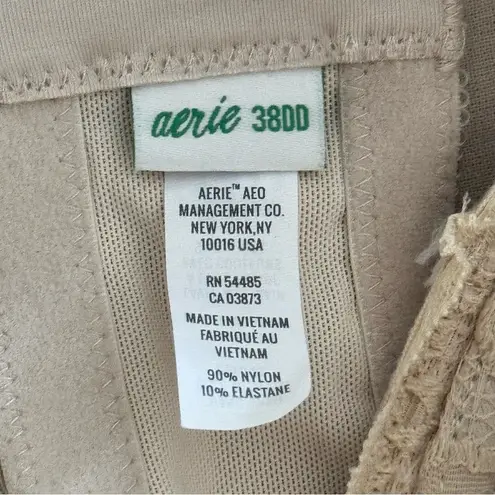 aerie 38DD
AERIE™ AEO
MANAGEMENT CO.
NEW YORK,NY
10016 USA
RN 54485
CA 03873
MADE IN VIETNAM
FABRIQUÉ AU
VIETNAM
90% NYLON
10% ELASTANE